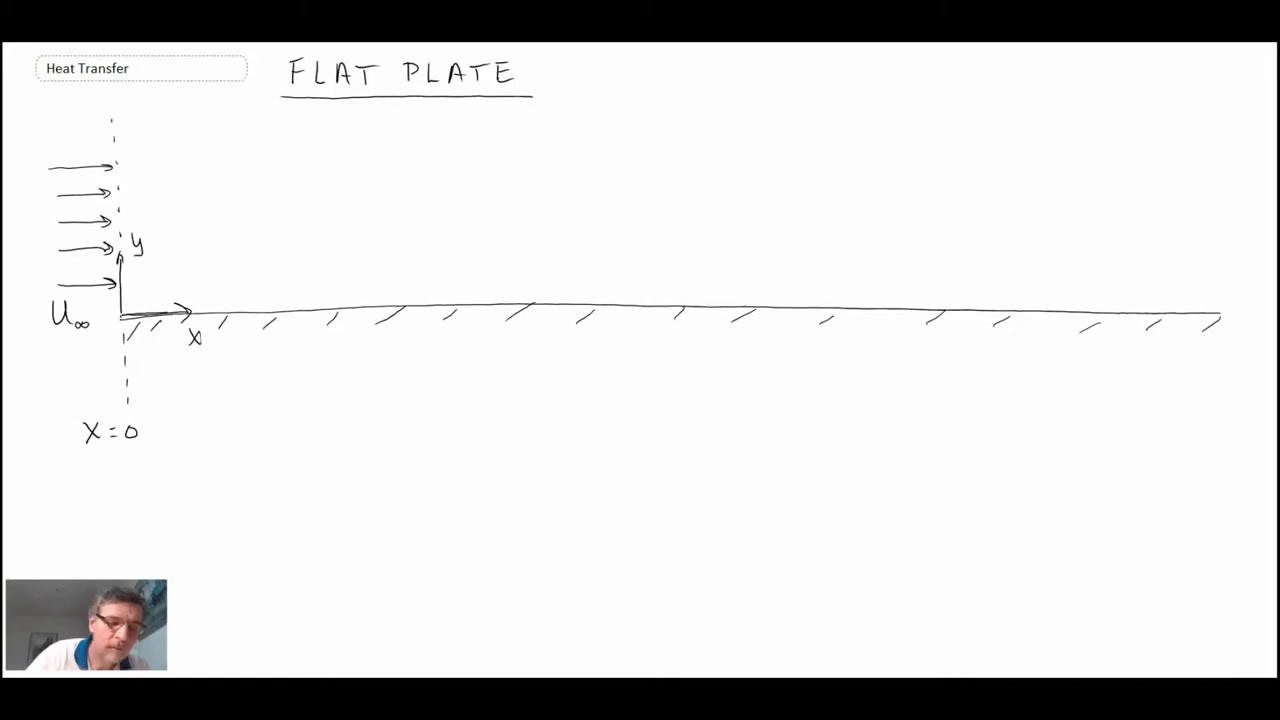 Heat Transfer
FLAT PLATE
y
U∞
x
x = 0